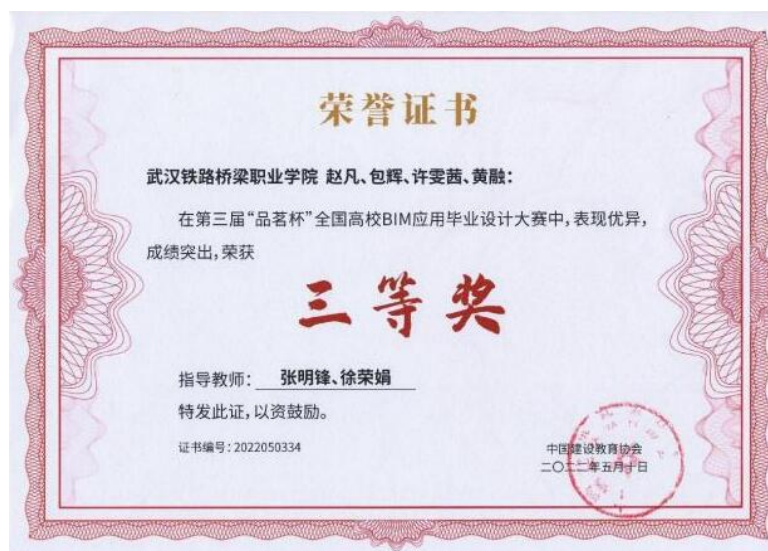 荣誉证书
武汉铁路桥梁职业学院 赵凡、包辉、许雯茜、黄融：
在第三届“品茗杯”全国高校BIM应用毕业设计大赛中，表现优异，
成绩突出，荣获
三等奖
指导教师： 张明锋、徐荣娟
特发此证，以资鼓励。
证书编号：2022050334
中国建设教育协会
二〇二二年五月十日